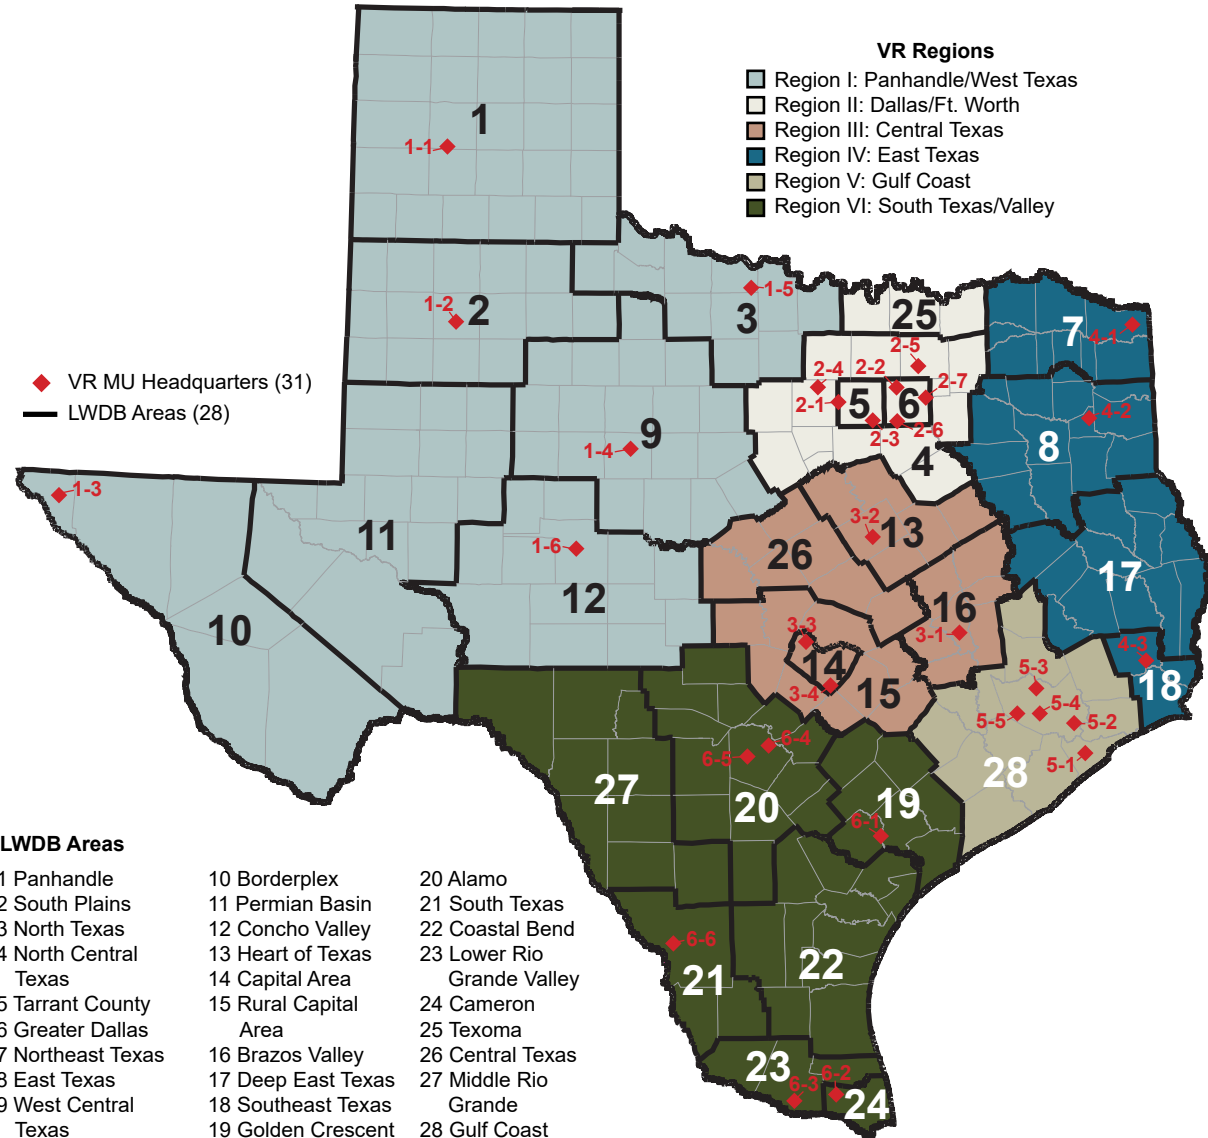 VR Regions
Region I: Panhandle/West Texas
Region II: Dallas/Ft. Worth
Region III: Central Texas
Region IV: East Texas
Region V: Gulf Coast
Region VI: South Texas/Valley
1
1-1
1-2
2
1-5
3
25
7
4-1
2-5
2-4
2-2
2-7
2-1
5
6
2-3
2-6
4
VR MU Headquarters (31)
LWDB Areas (28)
4-2
8
9
1-4
1-3
11
1-6
12
10
3-2
13
26
17
16
3-1
3-3
14
3-4
15
4-3
18
5-3
5-4
5-5
5-2
5-1
28
6-4
6-5
27
20
19
6-1
6-6
21
22
23
6-3
6-2
24
LWDB Areas
1 Panhandle
2 South Plains
3 North Texas
4 North Central
Texas
5 Tarrant County
6 Greater Dallas
7 Northeast Texas
8 East Texas
9 West Central
Texas
10 Borderplex
11 Permian Basin
12 Concho Valley
13 Heart of Texas
14 Capital Area
15 Rural Capital
Area
16 Brazos Valley
17 Deep East Texas
18 Southeast Texas
19 Golden Crescent
20 Alamo
21 South Texas
22 Coastal Bend
23 Lower Rio
Grande Valley
24 Cameron
25 Texoma
26 Central Texas
27 Middle Rio
Grande
28 Gulf Coast